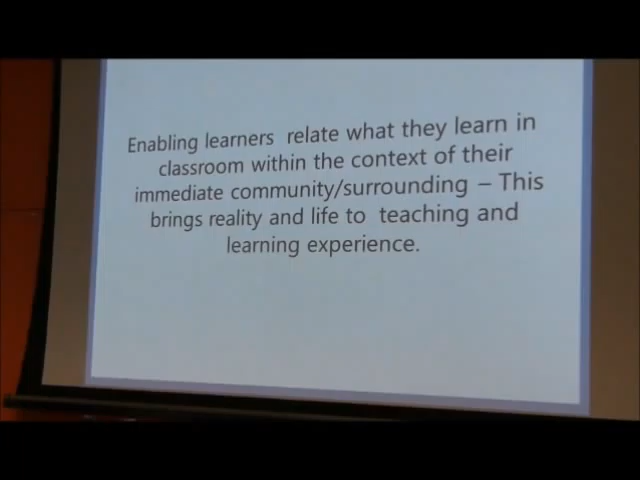 Enabling learners relate what they learn in
classroom within the context of their
immediate community/surrounding – This
brings reality and life to teaching and
learning experience.